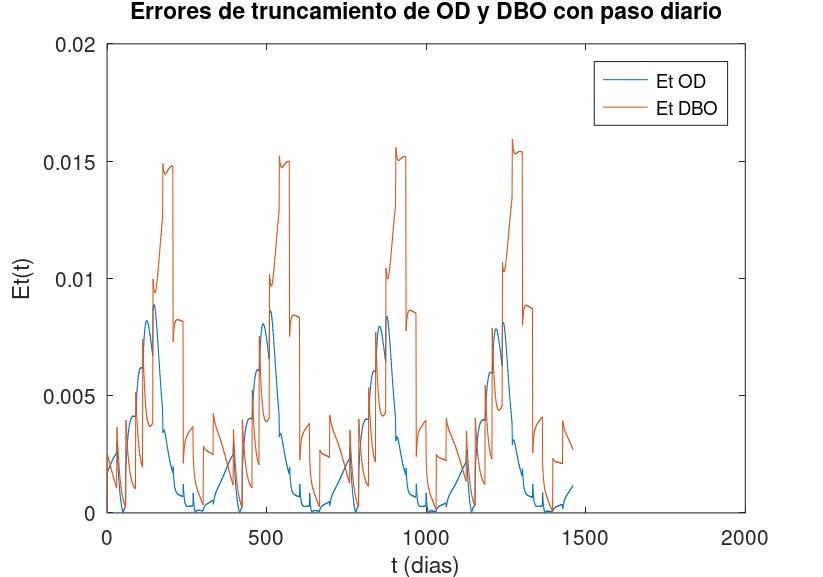 Errores de truncamiento de OD y DBO con paso diario
0.02
Et OD
Et DBO
0.015
0.01
0.005
0
Et(t)
0 500 1000 1500 2000
t (dias)